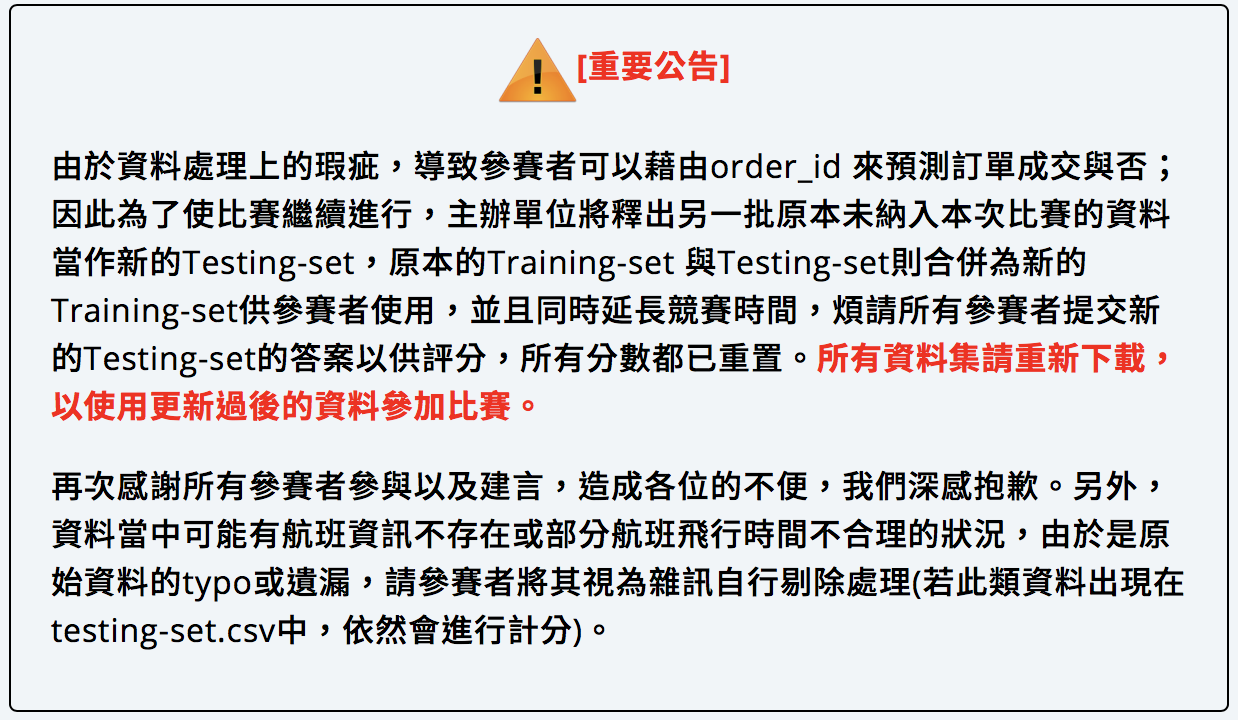 [重要公告]
由於資料處理上的瑕疵，導致參賽者可以藉由order_id 來預測訂單成交與否；
因此為了使比賽繼續進行，主辦單位將釋出另一批原本未納入本次比賽的資料
當作新的Testing-set，原本的Training-set 與Testing-set則合併為新的
Training-set供參賽者使用，並且同時延長競賽時間，煩請所有參賽者提交新
的Testing-set的答案以供評分，所有分數都已重置。所有資料集請重新下載，
以使用更新過後的資料參加比賽。
再次感謝所有參賽者參與以及建言，造成各位的不便，我們深感抱歉。另外，
資料當中可能有航班資訊不存在或部分航班飛行時間不合理的狀況，由於是原
始資料的typo或遺漏，請參賽者將其視為雜訊自行剔除處理(若此類資料出現在
testing-set.csv中，依然會進行計分)。